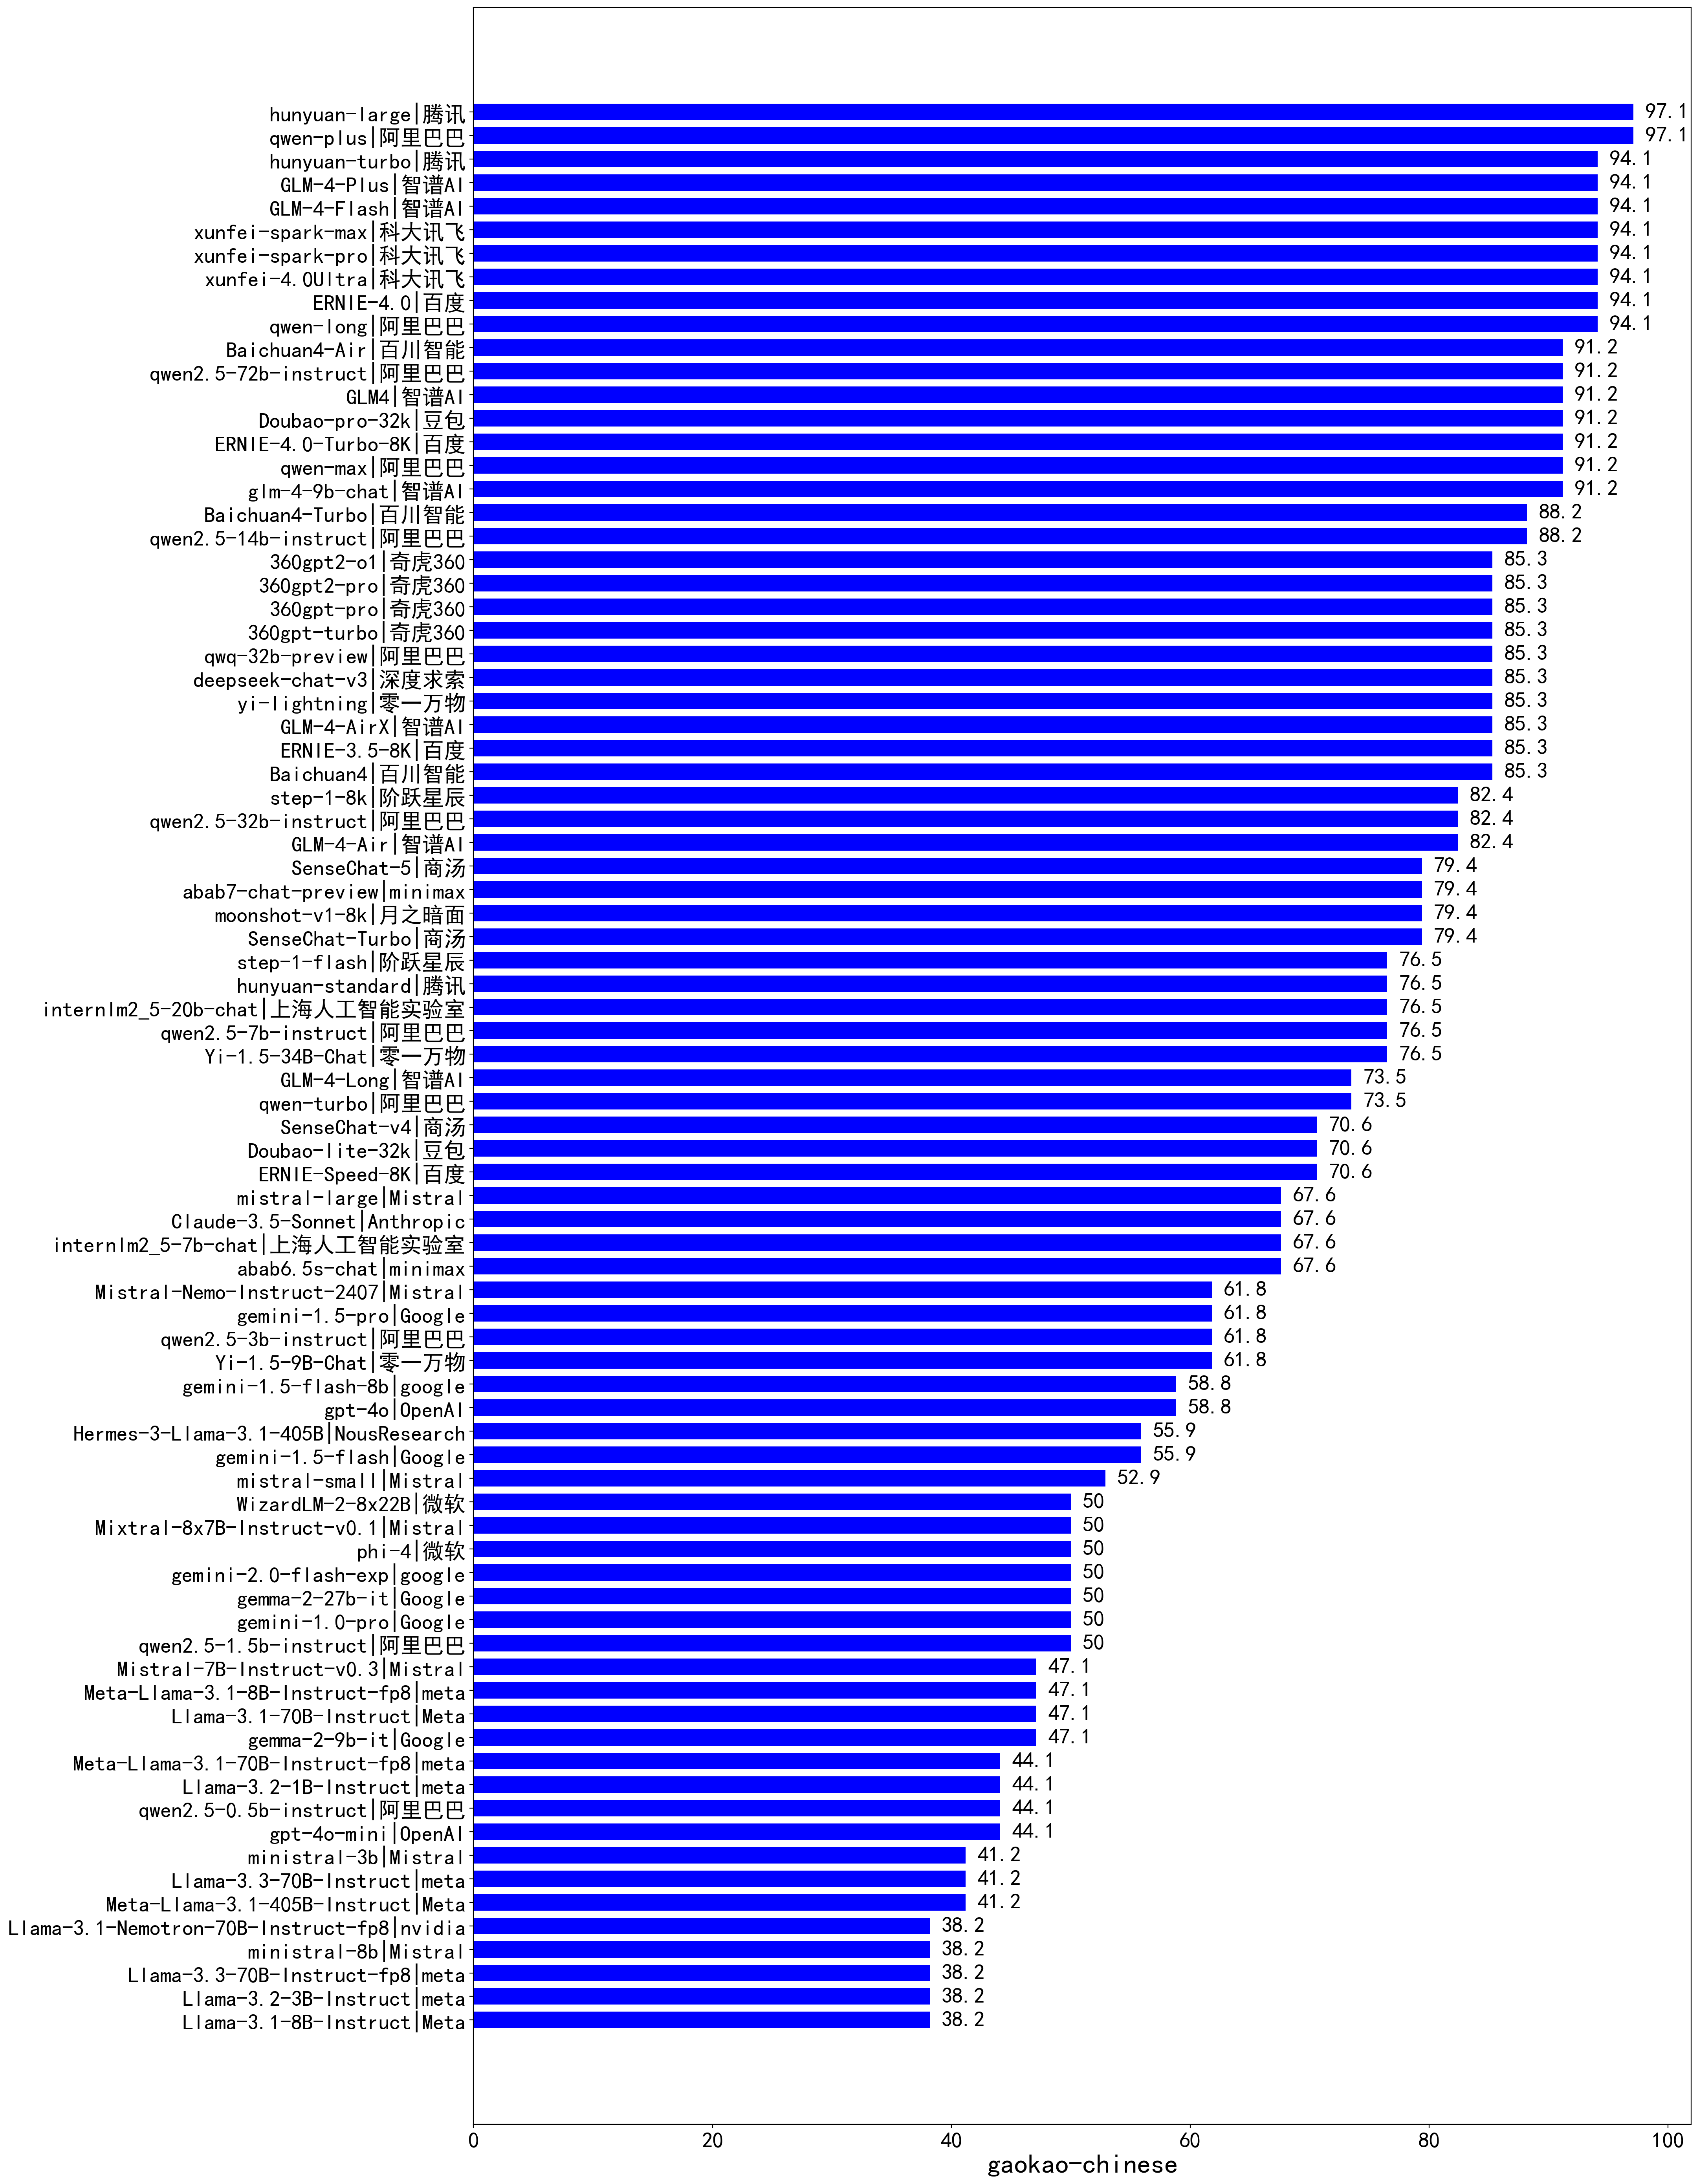 hunyuan-large|腾讯 97.1
qwen-plus|阿里巴巴 97.1
hunyuan-turbo|腾讯 94.1
GLM-4-Plus|智谱AI 94.1
GLM-4-Flash|智谱AI 94.1
xunfei-spark-max|科大讯飞 94.1
xunfei-spark-pro|科大讯飞 94.1
xunfei-4.0Ultra|科大讯飞 94.1
ERNIE-4.0|百度 94.1
qwen-long|阿里巴巴 94.1
Baichuan4-Air|百川智能 91.2
qwen2.5-72b-instruct|阿里巴巴 91.2
GLM4|智谱AI 91.2
Doubao-pro-32k|豆包 91.2
ERNIE-4.0-Turbo-8K|百度 91.2
qwen-max|阿里巴巴 91.2
glm-4-9b-chat|智谱AI 91.2
Baichuan4-Turbo|百川智能 88.2
qwen2.5-14b-instruct|阿里巴巴 88.2
360gpt2-o1|奇虎360 85.3
360gpt2-pro|奇虎360 85.3
360gpt-pro|奇虎360 85.3
360gpt-turbo|奇虎360 85.3
qwq-32b-preview|阿里巴巴 85.3
deepseek-chat-v3|深度求索 85.3
yi-lightning|零一万物 85.3
GLM-4-AirX|智谱AI 85.3
ERNIE-3.5-8K|百度 85.3
Baichuan4|百川智能 85.3
step-1-8k|阶跃星辰 82.4
qwen2.5-32b-instruct|阿里巴巴 82.4
GLM-4-Air|智谱AI 82.4
SenseChat-5|商汤 79.4
abab7-chat-preview|minimax 79.4
moonshot-v1-8k|月之暗面 79.4
SenseChat-Turbo|商汤 79.4
step-1-flash|阶跃星辰 76.5
hunyuan-standard|腾讯 76.5
internlm2_5-20b-chat|上海人工智能实验室 76.5
qwen2.5-7b-instruct|阿里巴巴 76.5
Yi-1.5-34B-Chat|零一万物 76.5
GLM-4-Long|智谱AI 73.5
qwen-turbo|阿里巴巴 73.5
SenseChat-v4|商汤 70.6
Doubao-lite-32k|豆包 70.6
ERNIE-Speed-8K|百度 70.6
mistral-large|Mistral 67.6
Claude-3.5-Sonnet|Anthropic 67.6
internlm2_5-7b-chat|上海人工智能实验室 67.6
abab6.5s-chat|minimax 67.6
Mistral-Nemo-Instruct-2407|Mistral 61.8
gemini-1.5-pro|Google 61.8
qwen2.5-3b-instruct|阿里巴巴 61.8
Yi-1.5-9B-Chat|零一万物 61.8
gemini-1.5-flash-8b|google 58.8
gpt-4o|OpenAI 58.8
Hermes-3-Llama-3.1-405B|NousResearch 55.9
gemini-1.5-flash|Google 55.9
mistral-small|Mistral 52.9
WizardLM-2-8x22B|微软 50
Mixtral-8x7B-Instruct-v0.1|Mistral 50
phi-4|微软 50
gemini-2.0-flash-exp|google 50
gemma-2-27b-it|Google 50
gemini-1.0-pro|Google 50
qwen2.5-1.5b-instruct|阿里巴巴 50
Mistral-7B-Instruct-v0.3|Mistral 47.1
Meta-Llama-3.1-8B-Instruct-fp8|meta 47.1
Llama-3.1-70B-Instruct|Meta 47.1
gemma-2-9b-it|Google 47.1
Meta-Llama-3.1-70B-Instruct-fp8|meta 44.1
Llama-3.2-1B-Instruct|meta 44.1
qwen2.5-0.5b-instruct|阿里巴巴 44.1
gpt-4o-mini|OpenAI 44.1
ministral-3b|Mistral 41.2
Llama-3.3-70B-Instruct|meta 41.2
Meta-Llama-3.1-405B-Instruct|Meta 41.2
Llama-3.1-Nemotron-70B-Instruct-fp8|nvidia 38.2
ministral-8b|Mistral 38.2
Llama-3.3-70B-Instruct-fp8|meta 38.2
Llama-3.2-3B-Instruct|meta 38.2
Llama-3.1-8B-Instruct|Meta 38.2
0 20 40 60 80 100
gaokao-chinese